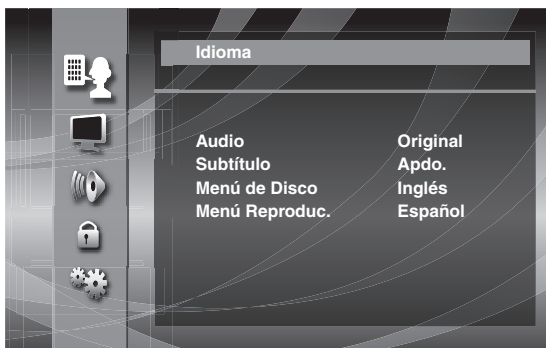 Idioma
Audio Original
Subtítulo Apdo.
Menú de Disco Inglés
Menú Reproduc. Español